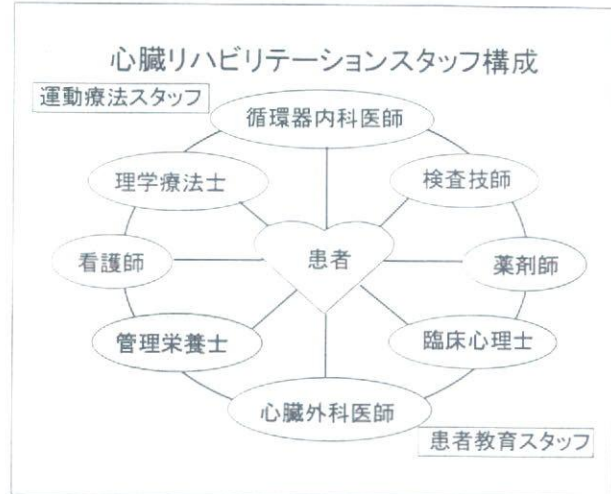 心臓リハビリテーションスタッフ構成
運動療法スタッフ
循環器内科医師
理学療法士
検査技師
看護師
患者
薬剤師
管理栄養士
臨床心理士
心臓外科医師
患者教育スタッフ